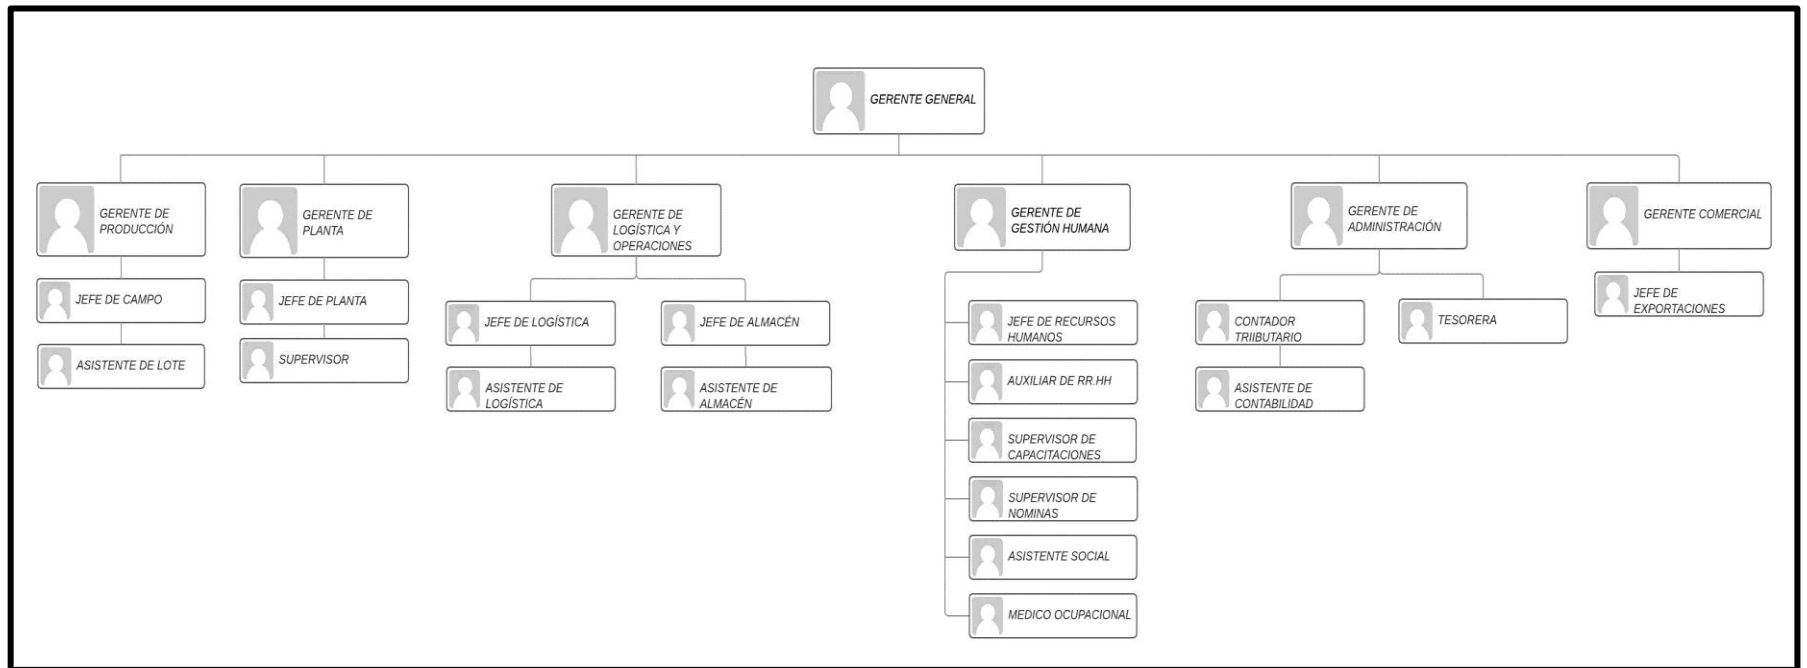 GERENTE GENERAL
GERENTE DE
PRODUCCIÓN
GERENTE DE
PLANTA
GERENTE DE
LOGÍSTICA Y
OPERACIONES
GERENTE DE
GESTIÓN HUMANA
GERENTE DE
ADMINISTRACIÓN
GERENTE COMERCIAL
JEFE DE CAMPO
ASISTENTE DE LOTE
JEFE DE PLANTA
SUPERVISOR
JEFE DE LOGÍSTICA
ASISTENTE DE
LOGÍSTICA
JEFE DE ALMACÉN
ASISTENTE DE
ALMACÉN
JEFE DE RECURSOS
HUMANOS
AUXILIAR DE RR.HH
SUPERVISOR DE
CAPACITACIONES
SUPERVISOR DE
NOMINAS
ASISTENTE SOCIAL
MEDICO OCUPACIONAL
CONTADOR
TRIIBUTARIO
ASISTENTE DE
CONTABILIDAD
TESORERA
JEFE DE
EXPORTACIONES